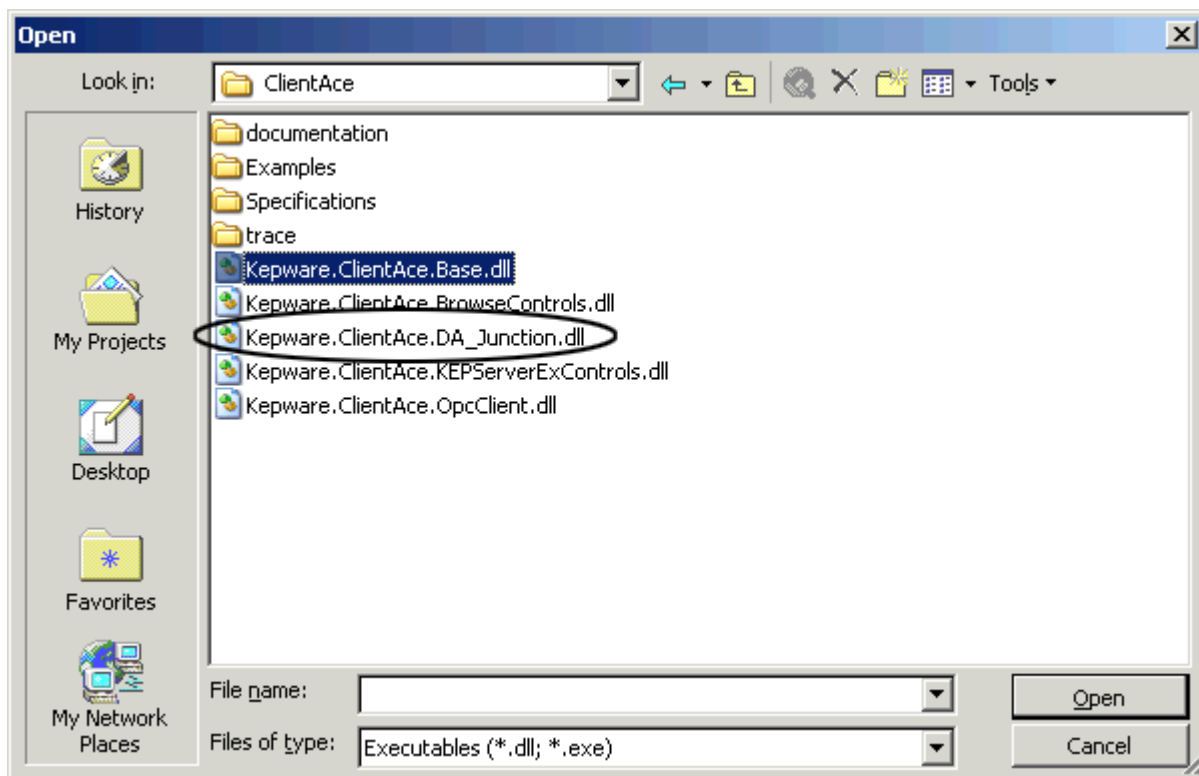 Open
Look in:
ClientAce
Tools
documentation
Examples
Specifications
trace
Kepware.ClientAce.Base.dll
Kepware.ClientAce.BrowseControls.dll
Kepware.ClientAce.DA_Junction.dll
Kepware.ClientAce.KEPServerExControls.dll
Kepware.ClientAce.OpcClient.dll
History
My Projects
Desktop
Favorites
My Network
Places
File name:
Open
Files of type:
Executables (*.dll; *.exe)
Cancel